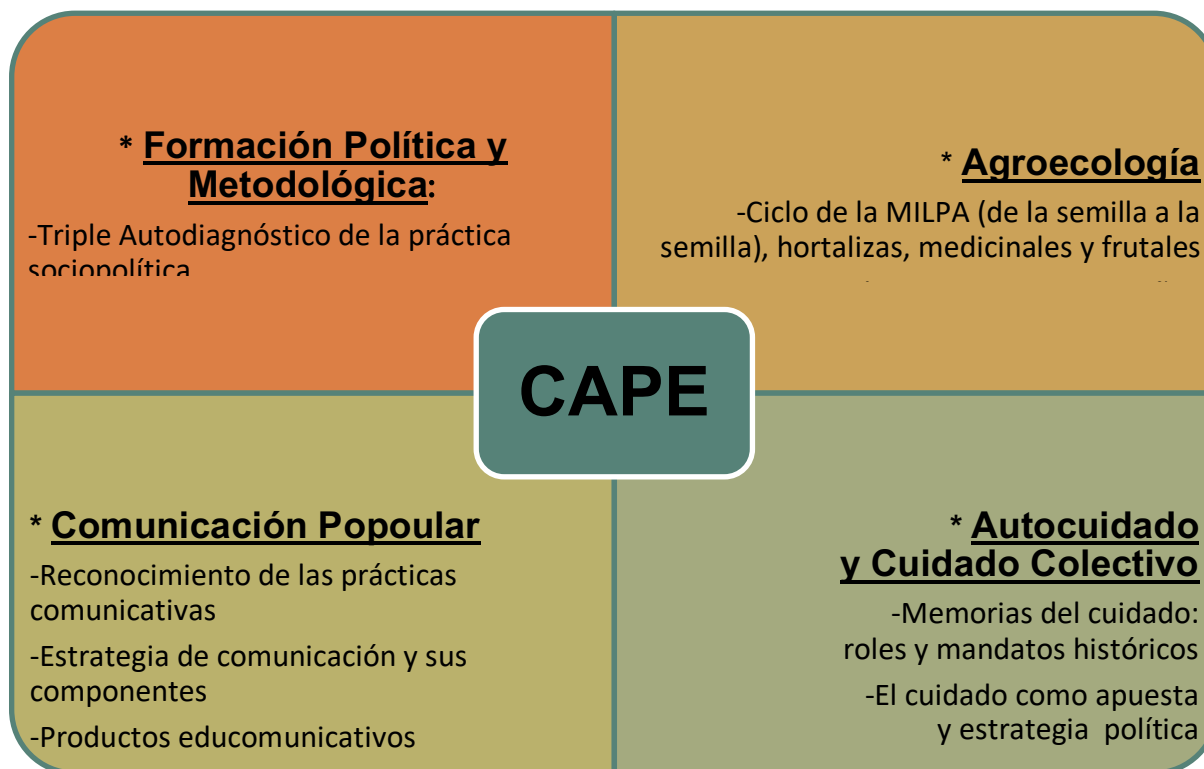 * Formación Política y
Metodológica:
-Triple Autodiagnóstico de la práctica
sociopolítica
* Agroecología
-Ciclo de la MILPA (de la semilla a la
semilla), hortalizas, medicinales y frutales
CAPE
* Comunicación Popoular
-Reconocimiento de las prácticas
comunicativas
-Estrategia de comunicación y sus
componentes
-Productos educomunicativos
* Autocuidado
y Cuidado Colectivo
-Memorias del cuidado:
roles y mandatos históricos
-El cuidado como apuesta
y estrategia política